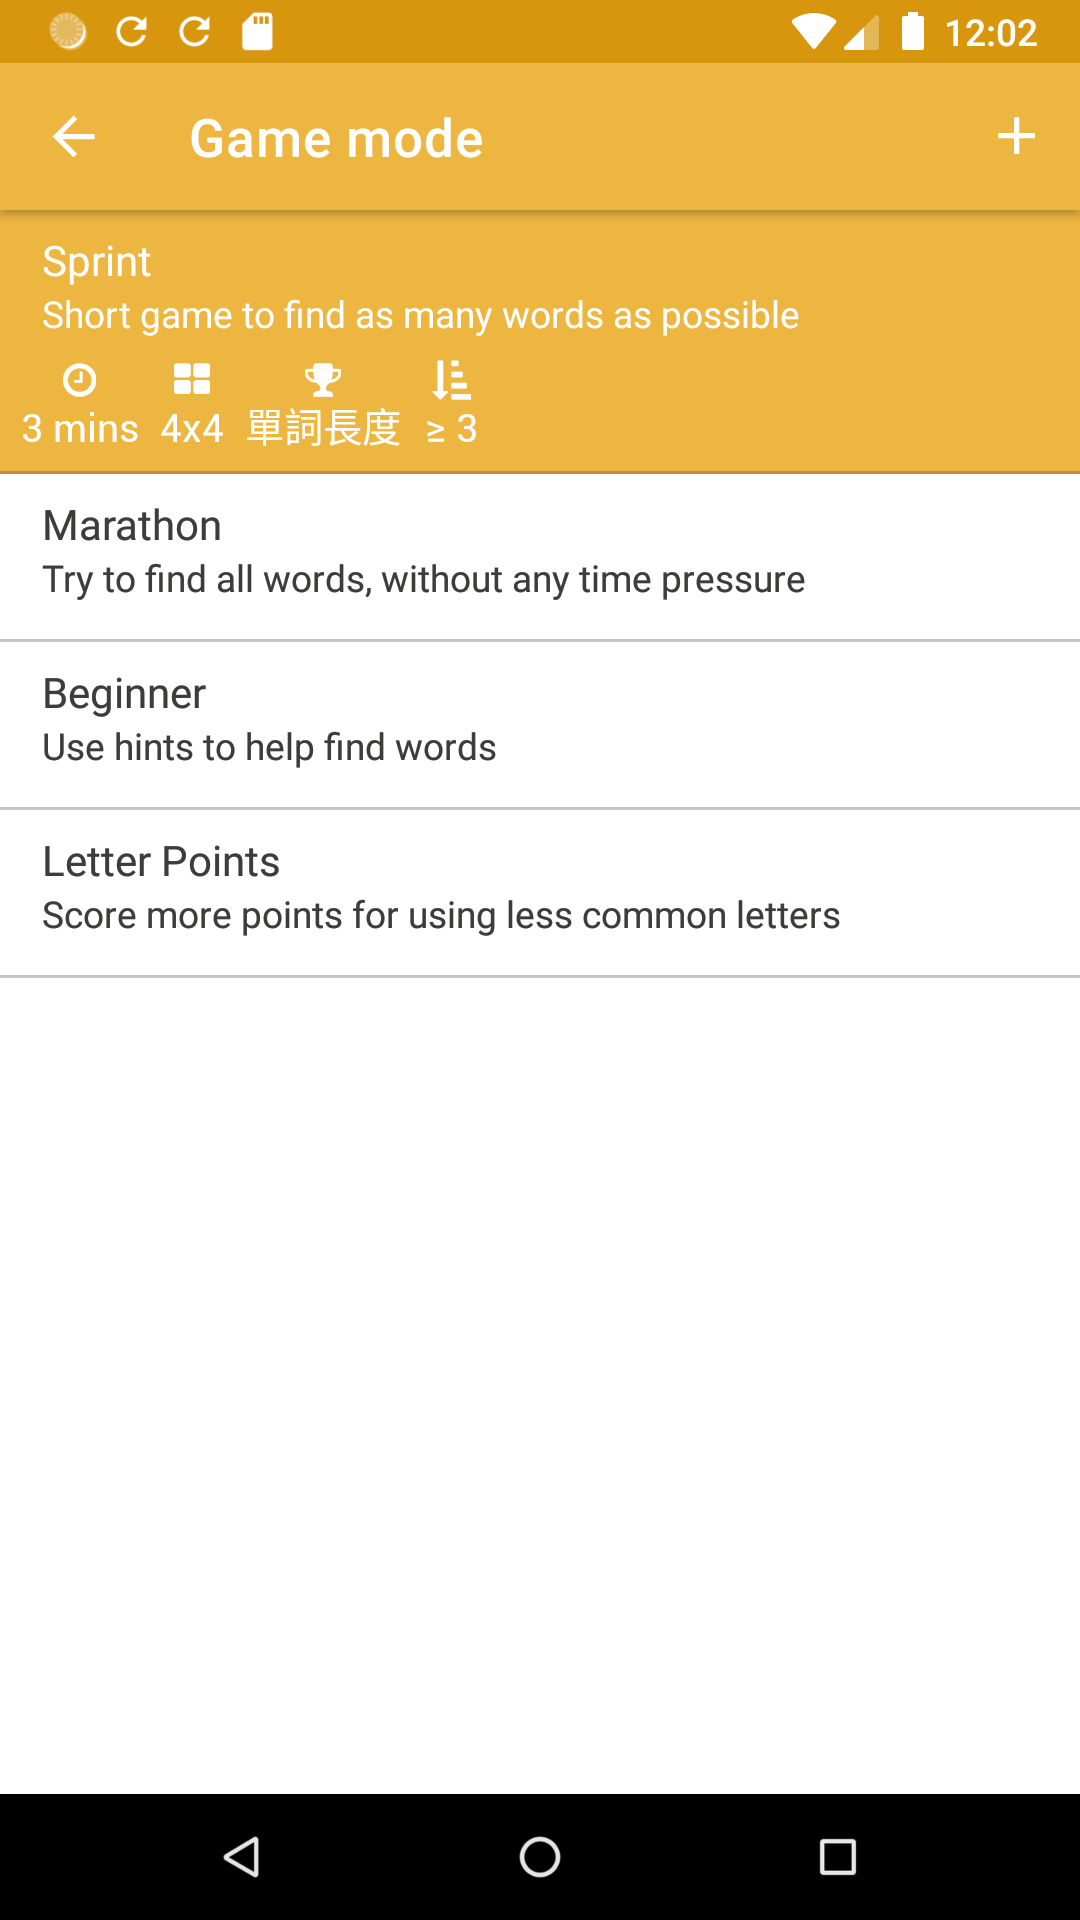 12:02
Game mode
Sprint
Short game to find as many words as possible
3 mins 4x4 單詞長度 ≥ 3
Marathon
Try to find all words, without any time pressure
Beginner
Use hints to help find words
Letter Points
Score more points for using less common letters